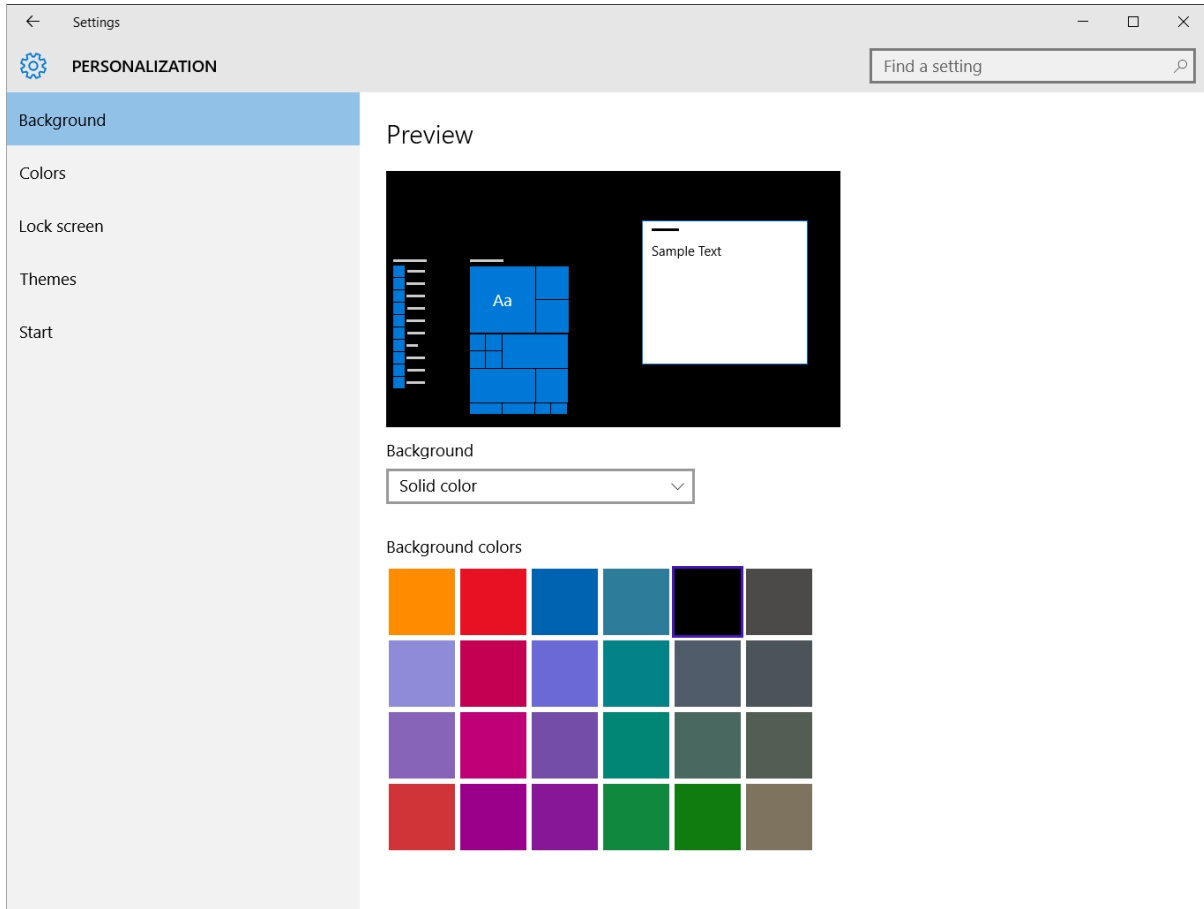 Settings
PERSONALIZATION
Find a setting
Background
Colors
Lock screen
Themes
Start
Preview
Sample Text
Aa
Background
Solid color
Background colors